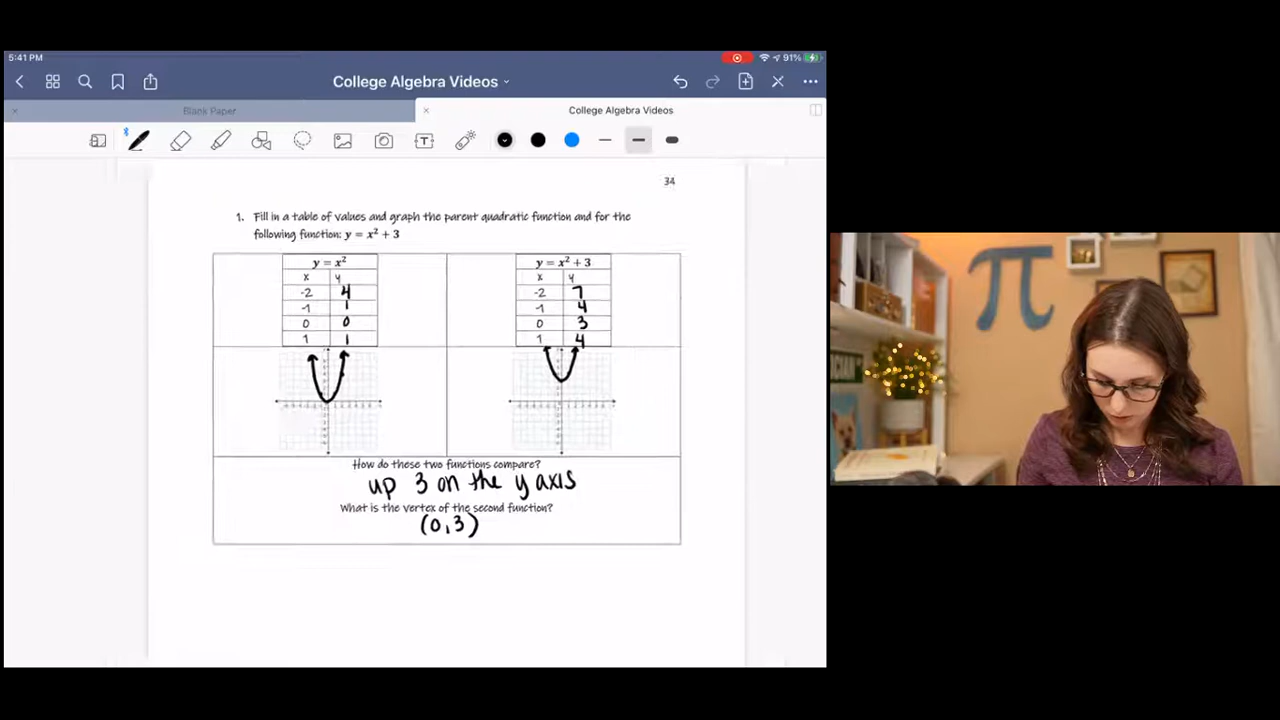 5:41 PM
91%
College Algebra Videos
Blank Paper
College Algebra Videos
34
1. Fill in a table of values and graph the parent quadratic function and for the
following function: y = x² + 3
y = x²
x y
-2 4
-1 1
0 0
1 1
y = x² + 3
x y
-2 7
-1 4
0 3
1 4
How do these two functions compare?
up 3 on the y axis
What is the vertex of the second function?
(0,3)